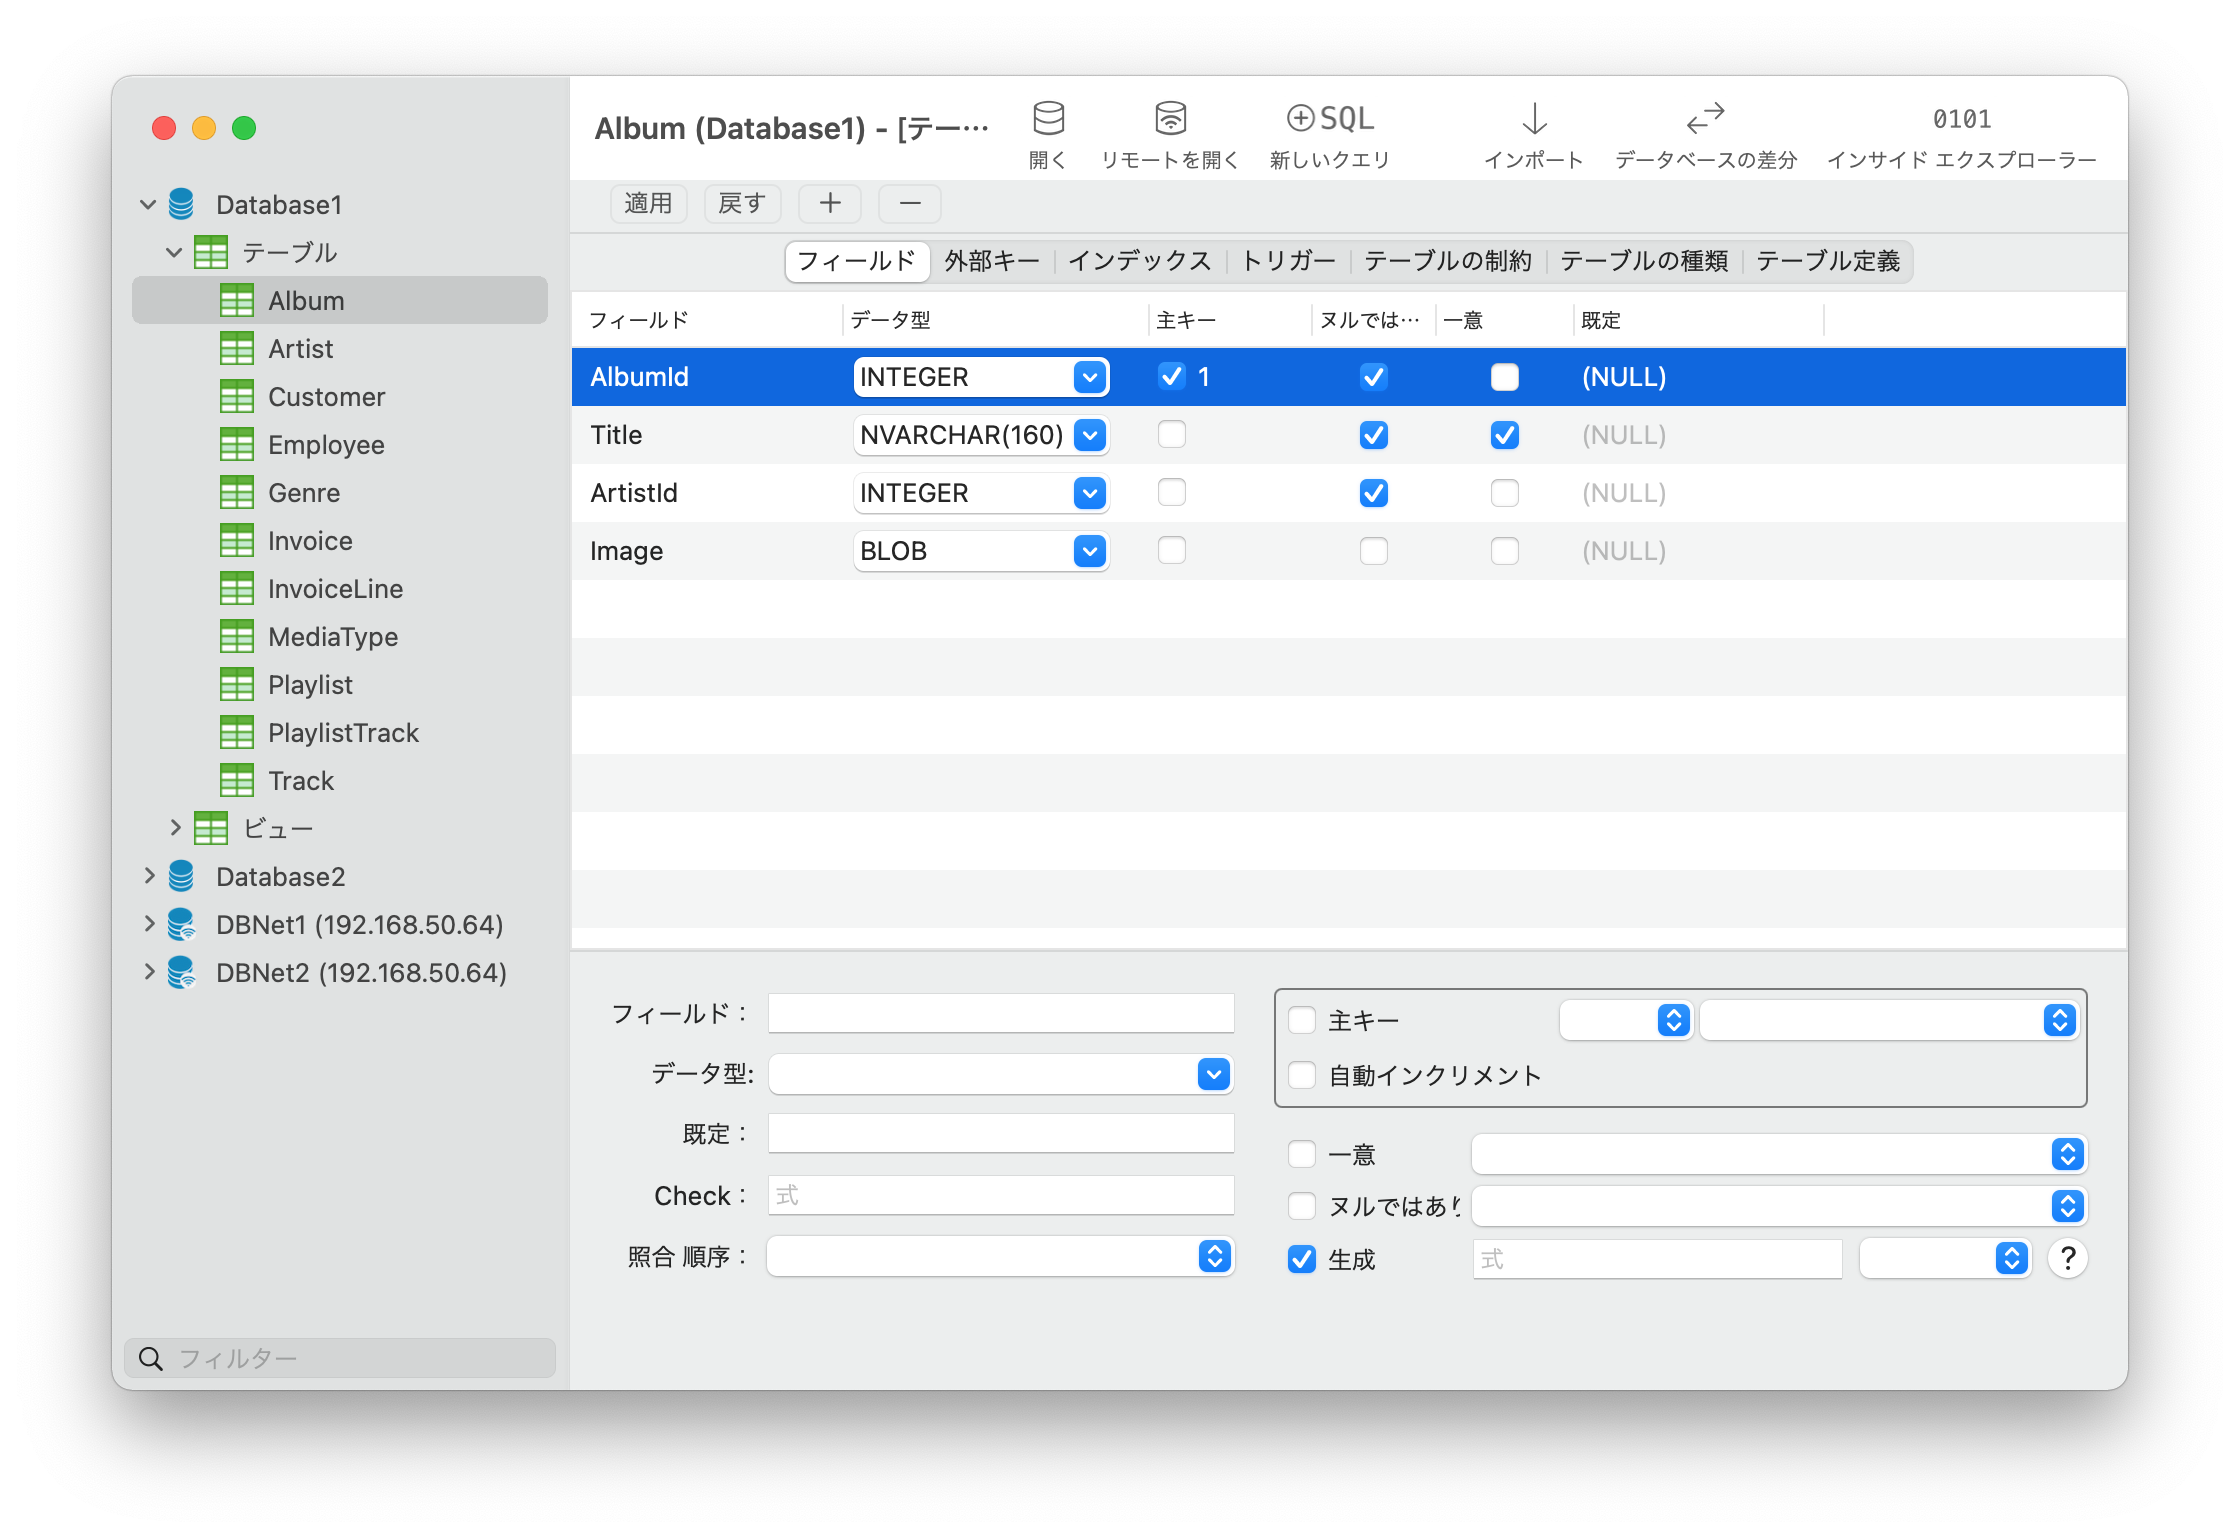 Album (Database1) - [テー…
開く
リモートを開く
SQL
新しいクエリ
インポート
データベースの差分
0101
インサイド エクスプローラー
Database1
テーブル
Album
Artist
Customer
Employee
Genre
Invoice
InvoiceLine
MediaType
Playlist
PlaylistTrack
Track
ビュー
Database2
DBNet1 (192.168.50.64)
DBNet2 (192.168.50.64)
フィルター
適用 戻す + −
フィールド 外部キー インデックス トリガー テーブルの制約 テーブルの種類 テーブル定義
フィールド データ型 主キー ヌルでは… 一意 既定
AlbumId INTEGER 1 (NULL)
Title NVARCHAR(160) (NULL)
ArtistId INTEGER (NULL)
Image BLOB (NULL)
フィールド：
データ型:
既定：
Check： 式
照合 順序：
主キー
自動インクリメント
一意
ヌルではあり
生成 式 ?